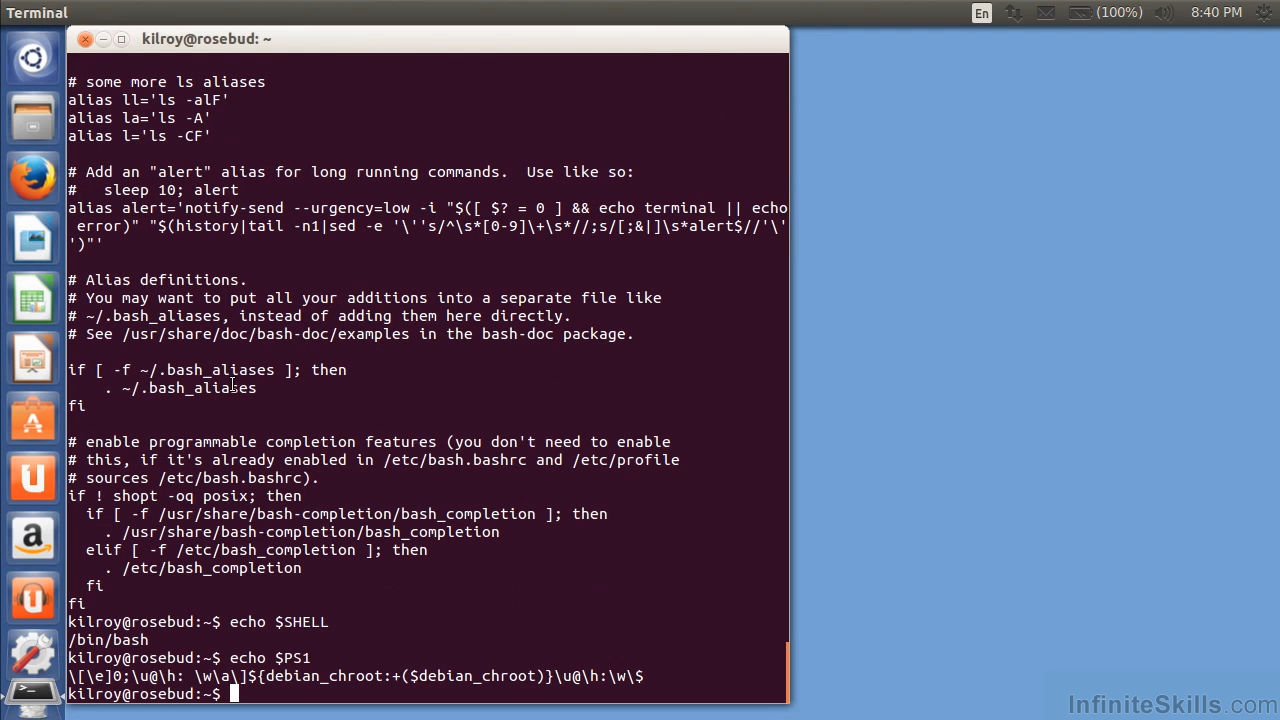 Terminal
En
(100%)
8:40 PM
kilroy@rosebud: ~
# some more ls aliases
alias ll='ls -alF'
alias la='ls -A'
alias l='ls -CF'
# Add an "alert" alias for long running commands.  Use like so:
#   sleep 10; alert
alias alert='notify-send --urgency=low -i "$([ $? = 0 ] && echo terminal || echo
 error)" "$(history|tail -n1|sed -e '\''s/^\s*[0-9]\+\s*//;s/[;&|]\s*alert$//'\'
')"'
# Alias definitions.
# You may want to put all your additions into a separate file like
# ~/.bash_aliases, instead of adding them here directly.
# See /usr/share/doc/bash-doc/examples in the bash-doc package.
if [ -f ~/.bash_aliases ]; then
    . ~/.bash_aliases
fi
# enable programmable completion features (you don't need to enable
# this, if it's already enabled in /etc/bash.bashrc and /etc/profile
# sources /etc/bash.bashrc).
if ! shopt -oq posix; then
  if [ -f /usr/share/bash-completion/bash_completion ]; then
    . /usr/share/bash-completion/bash_completion
  elif [ -f /etc/bash_completion ]; then
    . /etc/bash_completion
  fi
fi
kilroy@rosebud:~$ echo $SHELL
/bin/bash
kilroy@rosebud:~$ echo $PS1
\[\e]0;\u@\h: \w\a\]${debian_chroot:+($debian_chroot)}\u@\h:\w\$
kilroy@rosebud:~$
InfiniteSkills.com